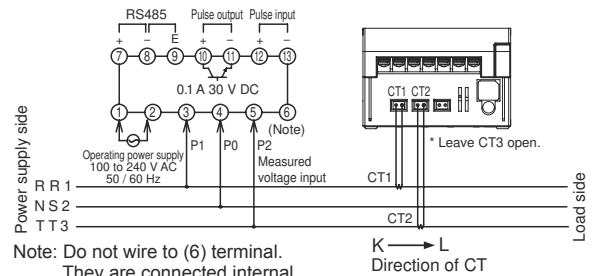 RS485 Pulse output Pulse input
+ − E + − + −
7 8 9 10 11 12 13
0.1 A 30 V DC
1 2 3 4 5 6
(Note)
Operating power supply
100 to 240 V AC
50 / 60 Hz
P1 P0 P2
Measured
voltage input
CT1 CT2
* Leave CT3 open.
Power supply side
R R 1
N S 2
T T 3
CT1
CT2
Load side
K L
Direction of CT
Note: Do not wire to (6) terminal.
They are connected internal